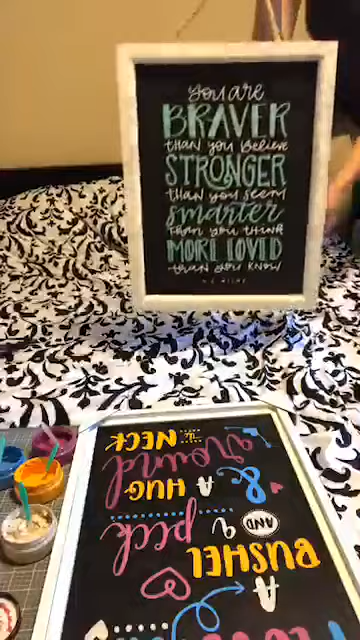 you are
BRAVER
than you believe
STRONGER
than you seem
smarter
than you think
MORE LOVED
than you know
A.A. MILNE
A
BUSHEL
AND a peck
& A HUG
around
the NECK